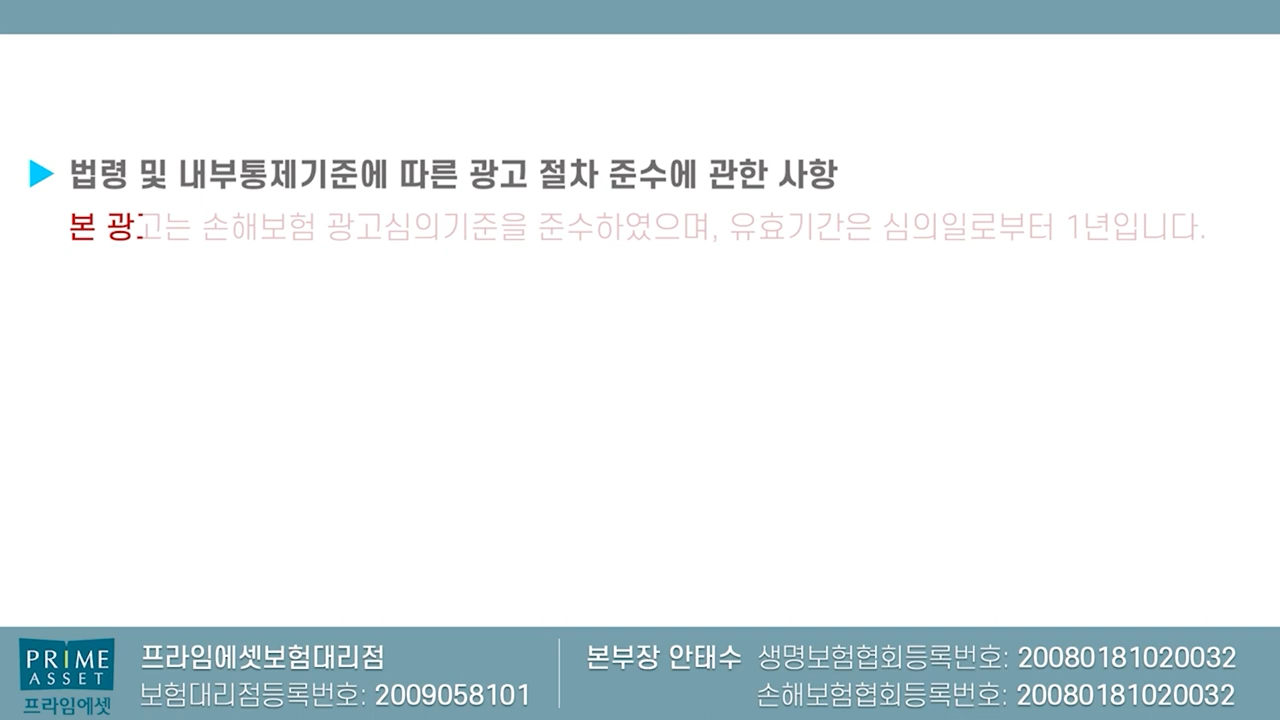 ▶ 법령 및 내부통제기준에 따른 광고 절차 준수에 관한 사항
본 광고는 손해보험 광고심의기준을 준수하였으며, 유효기간은 심의일로부터 1년입니다.
PRIME
ASSET
프라임에셋
프라임에셋보험대리점
보험대리점등록번호: 2009058101
본부장 안태수 생명보험협회등록번호: 20080181020032
손해보험협회등록번호: 20080181020032